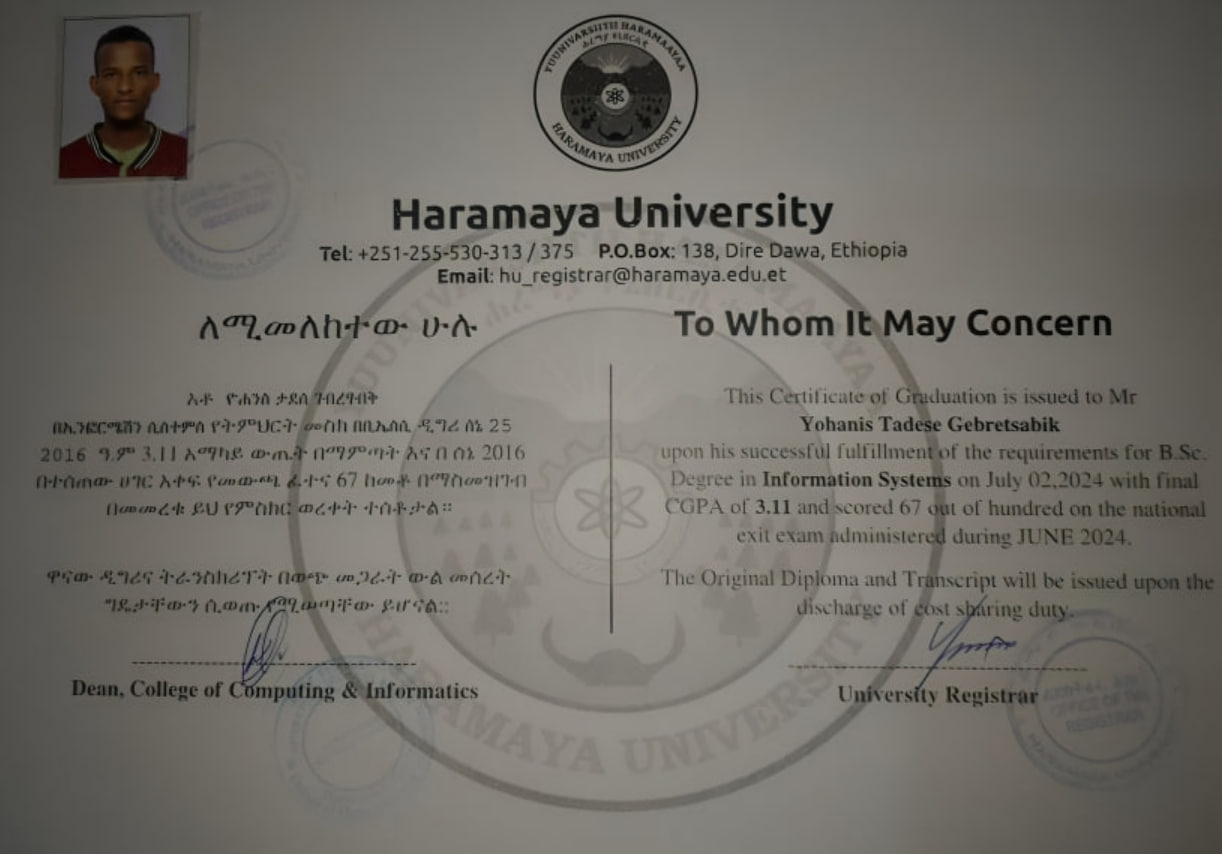 YUUNIVARSIITII HARAMAAYAA
HARAMAYA UNIVERSITY
Haramaya University
Tel: +251-255-530-313 / 375 P.O.Box: 138, Dire Dawa, Ethiopia
Email: hu_registrar@haramaya.edu.et
ለሚመለከተው ሁሉ
አቶ ዮሐንስ ታደሰ
በኢንፎርሜሽን ሲስተምስ የትምህርት መስክ በቢኤስሲ ዲግሪ ሰኔ 25
2016 ዓ.ም 3.11 አማካይ ውጤት በማምጣት እና በ ሰኔ 2016
በተሰጠው ሀገር አቀፍ የመውጫ ፈተና 67 ከመቶ በማስመዝገብ
በመመረቁ ይህ የምስክር ወረቀት ተሰቶታል።
ዋናው ዲግሪና ትራንስክሪፕት በወጭ መጋራት ውል መሰረት
ግዴታቸውን ሲወጡ የሚሠጣቸው ይሆናል::
Dean, College of Computing & Informatics
To Whom It May Concern
This Certificate of Graduation is issued to Mr
Yohanis Tadese Gebretsabik
upon his successful fulfillment of the requirements for B.Sc.
Degree in Information Systems on July 02,2024 with final
CGPA of 3.11 and scored 67 out of hundred on the national
exit exam administered during JUNE 2024.
The Original Diploma and Transcript will be issued upon the
discharge of cost sharing duty.
University Registrar
OFFICE OF THE
REGISTRAR
HARAMAYA UNIVERSITY